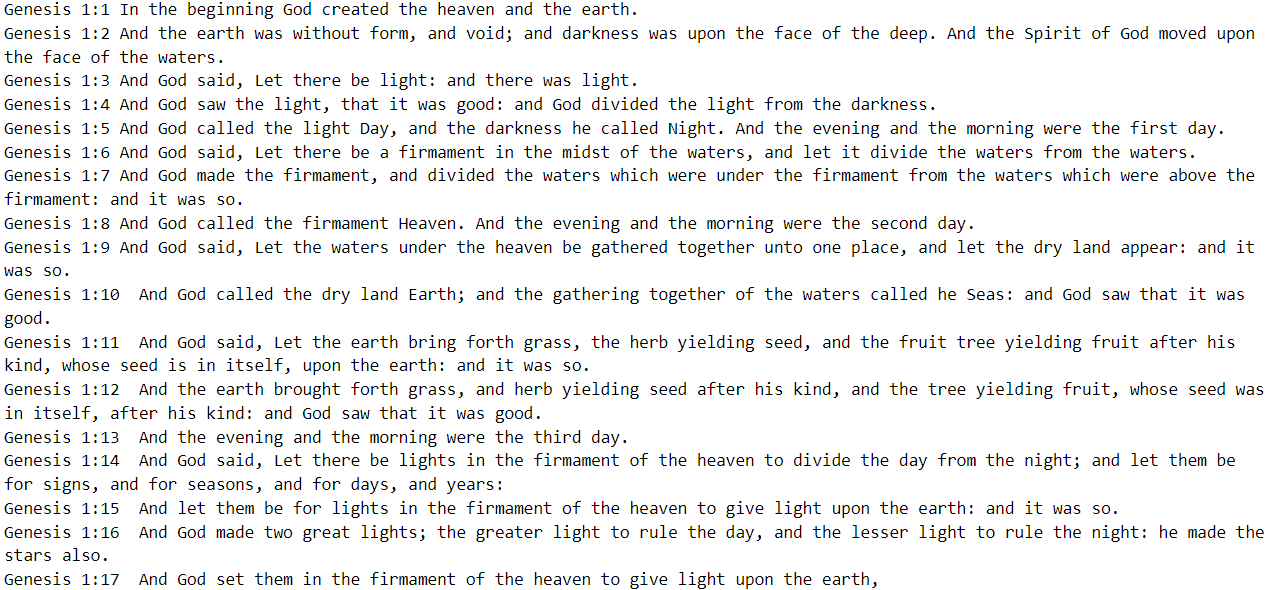 Genesis 1:1 In the beginning God created the heaven and the earth.
Genesis 1:2 And the earth was without form, and void; and darkness was upon the face of the deep. And the Spirit of God moved upon
the face of the waters.
Genesis 1:3 And God said, Let there be light: and there was light.
Genesis 1:4 And God saw the light, that it was good: and God divided the light from the darkness.
Genesis 1:5 And God called the light Day, and the darkness he called Night. And the evening and the morning were the first day.
Genesis 1:6 And God said, Let there be a firmament in the midst of the waters, and let it divide the waters from the waters.
Genesis 1:7 And God made the firmament, and divided the waters which were under the firmament from the waters which were above the
firmament: and it was so.
Genesis 1:8 And God called the firmament Heaven. And the evening and the morning were the second day.
Genesis 1:9 And God said, Let the waters under the heaven be gathered together unto one place, and let the dry land appear: and it
was so.
Genesis 1:10  And God called the dry land Earth; and the gathering together of the waters called he Seas: and God saw that it was
good.
Genesis 1:11  And God said, Let the earth bring forth grass, the herb yielding seed, and the fruit tree yielding fruit after his
kind, whose seed is in itself, upon the earth: and it was so.
Genesis 1:12  And the earth brought forth grass, and herb yielding seed after his kind, and the tree yielding fruit, whose seed was
in itself, after his kind: and God saw that it was good.
Genesis 1:13  And the evening and the morning were the third day.
Genesis 1:14  And God said, Let there be lights in the firmament of the heaven to divide the day from the night; and let them be
for signs, and for seasons, and for days, and years:
Genesis 1:15  And let them be for lights in the firmament of the heaven to give light upon the earth: and it was so.
Genesis 1:16  And God made two great lights; the greater light to rule the day, and the lesser light to rule the night: he made the
stars also.
Genesis 1:17  And God set them in the firmament of the heaven to give light upon the earth,